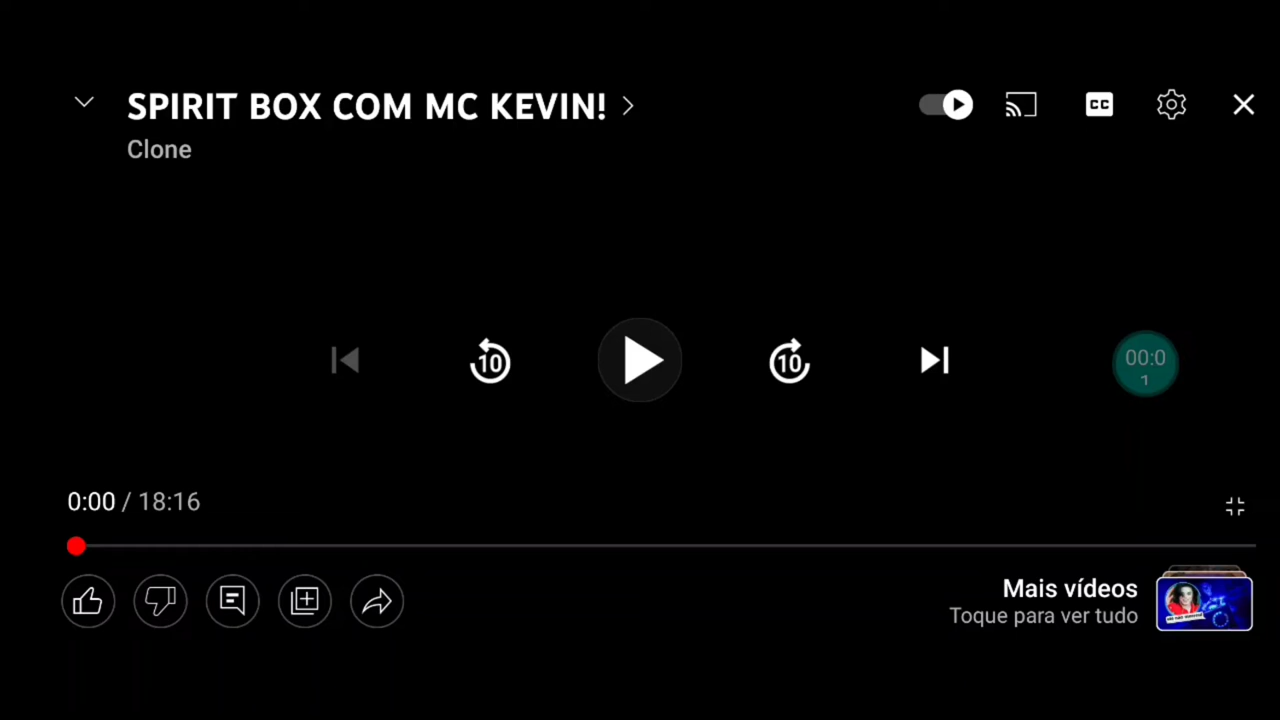 SPIRIT BOX COM MC KEVIN!
Clone
CC
10
10
00:0
1
0:00 / 18:16
Mais vídeos
Toque para ver tudo